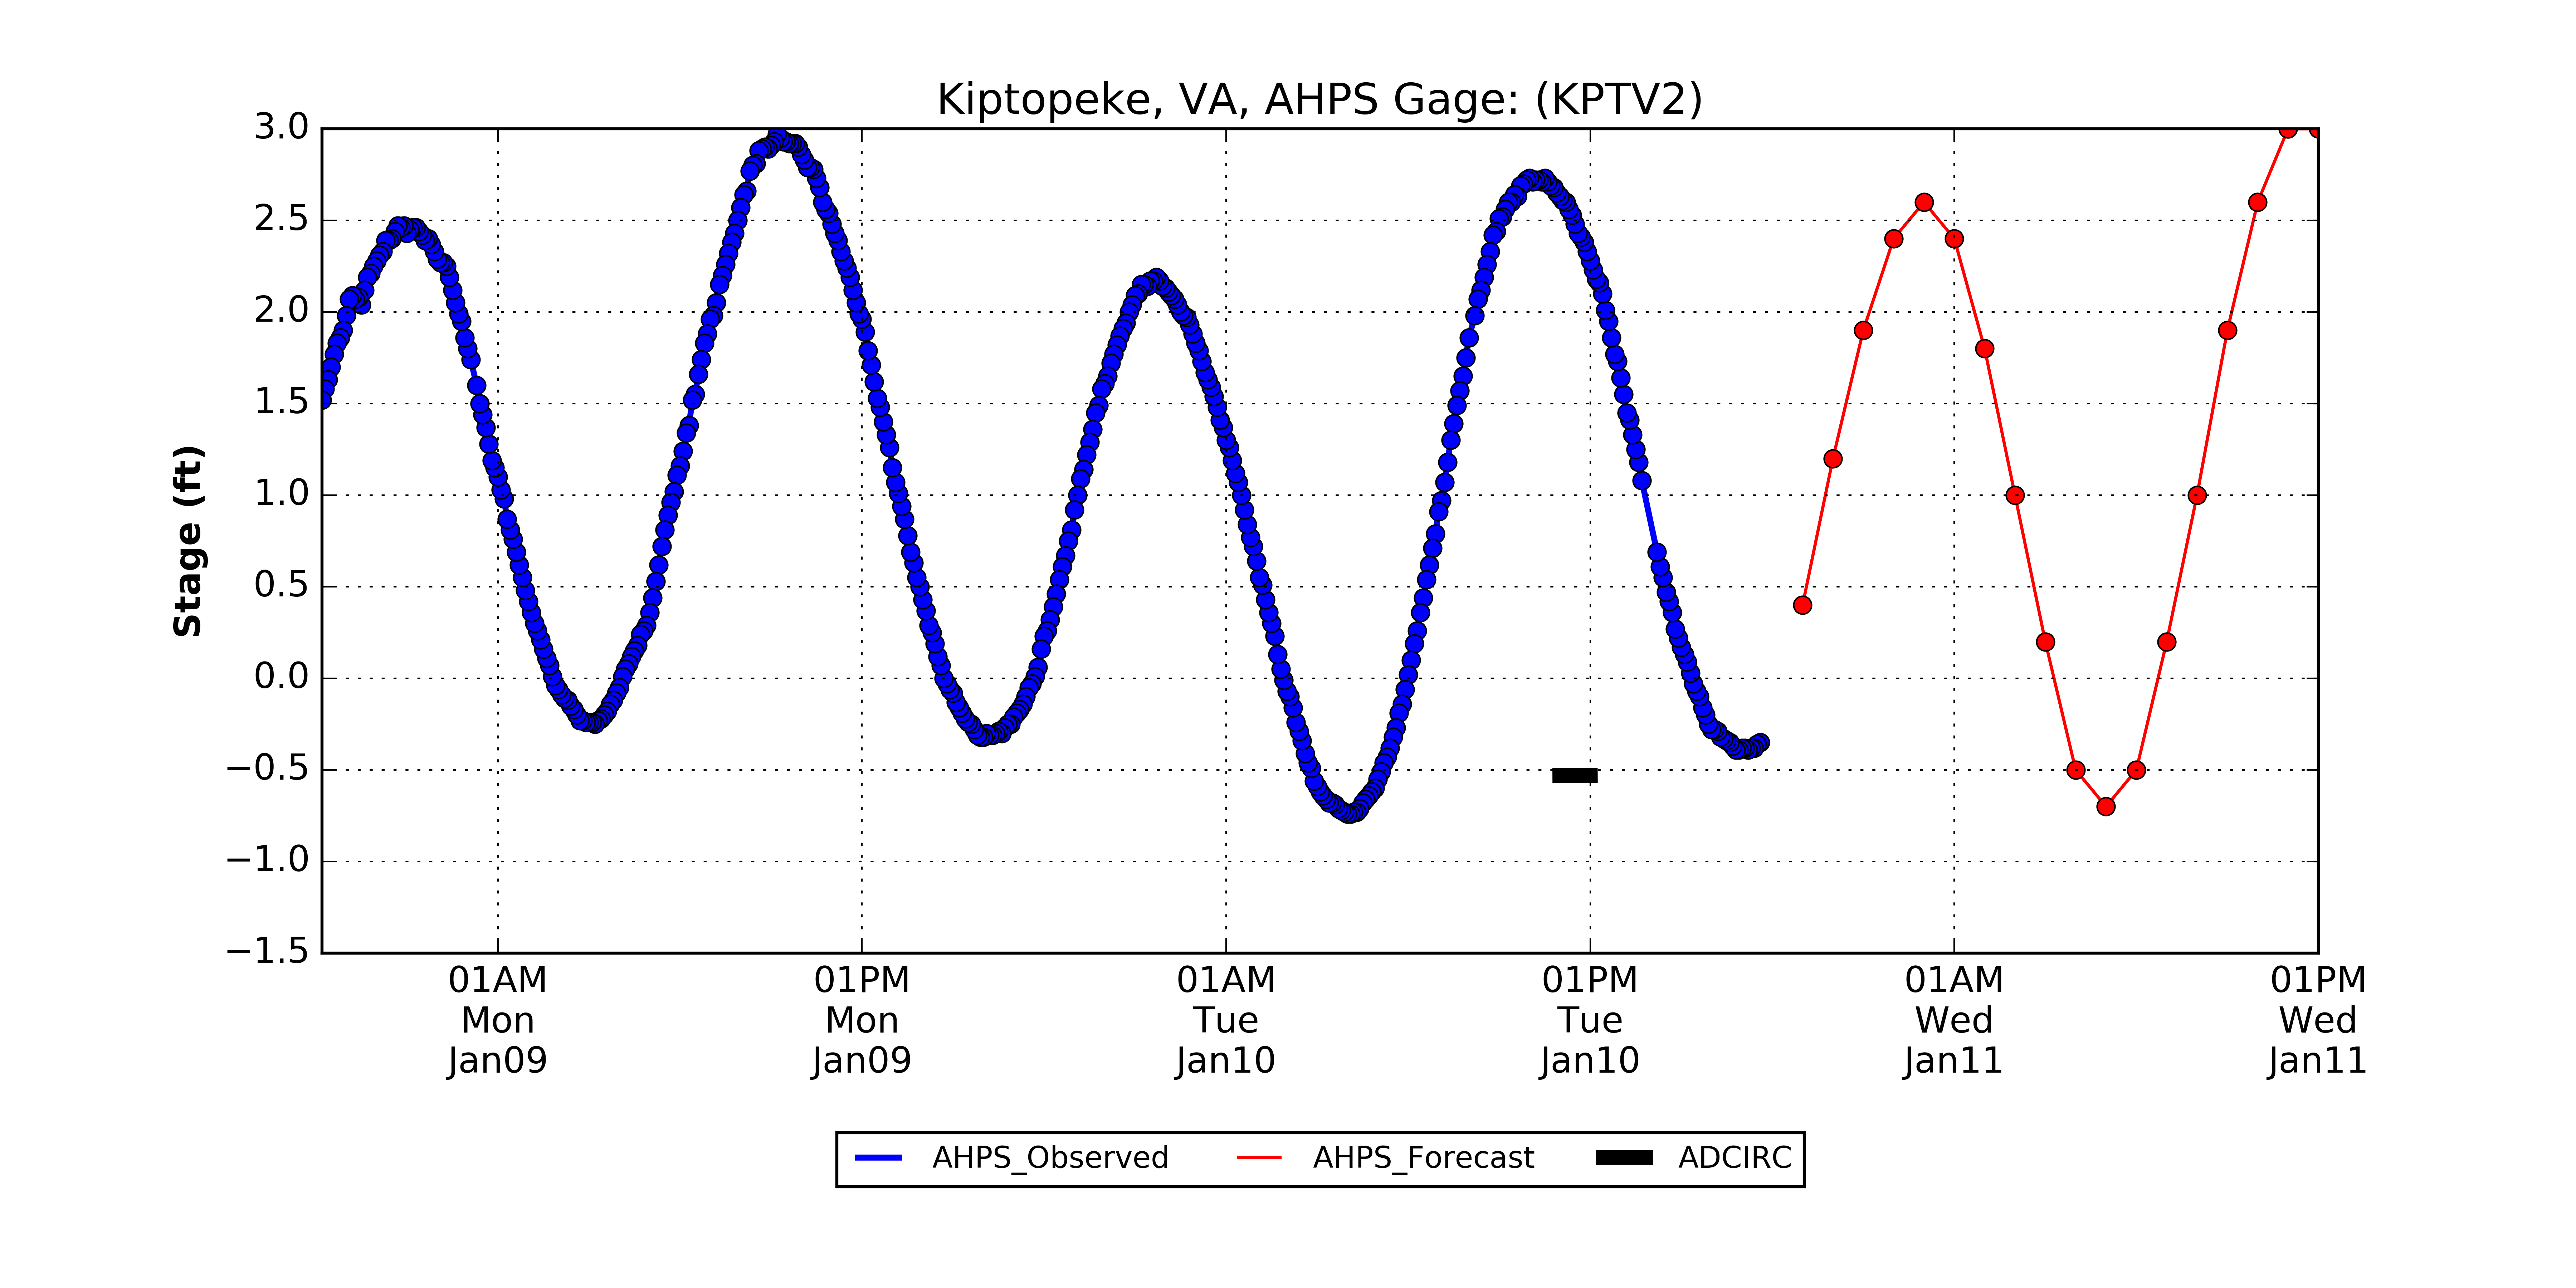 Kiptopeke, VA, AHPS Gage: (KPTV2)
3.0
2.5
2.0
1.5
1.0
0.5
0.0
−0.5
−1.0
−1.5
Stage (ft)
01AM 01PM 01AM 01PM 01AM 01PM
Mon Mon Tue Tue Wed Wed
Jan09 Jan09 Jan10 Jan10 Jan11 Jan11
AHPS_Observed AHPS_Forecast ADCIRC